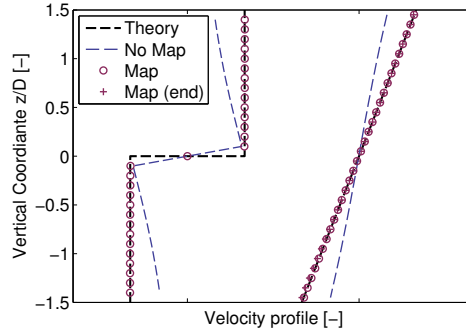 1.5
1
0.5
0
−0.5
−1
−1.5
Vertical Coordiante z/D [-]
Theory
No Map
Map
Map (end)
Velocity profile [-]